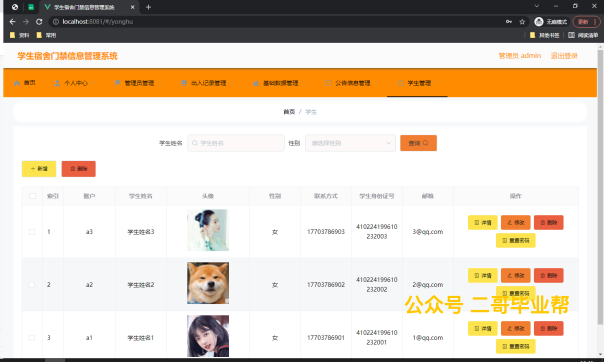 学生宿舍门禁信息管理系统
localhost:8081/#/yonghu
无痕模式
更新
资料
常用
其他书签
阅读清单
学生宿舍门禁信息管理系统
管理员 admin
退出登录
首页
个人中心
管理员管理
出入记录管理
基础数据管理
公告信息管理
学生管理
首页 / 学生
学生姓名
学生姓名
性别
请选择性别
查询
+ 新增
删除
索引
账户
学生姓名
头像
性别
联系方式
学生身份证号
邮箱
操作
1
a3
学生姓名3
女
17703786903
410224199610
232003
3@qq.com
详情
修改
删除
重置密码
2
a2
学生姓名2
女
17703786902
410224199610
232002
2@qq.com
详情
修改
删除
重置密码
公众号 二哥毕业帮
3
a1
学生姓名1
女
17703786901
410224199610
232001
1@qq.com
详情
修改
删除
重置密码